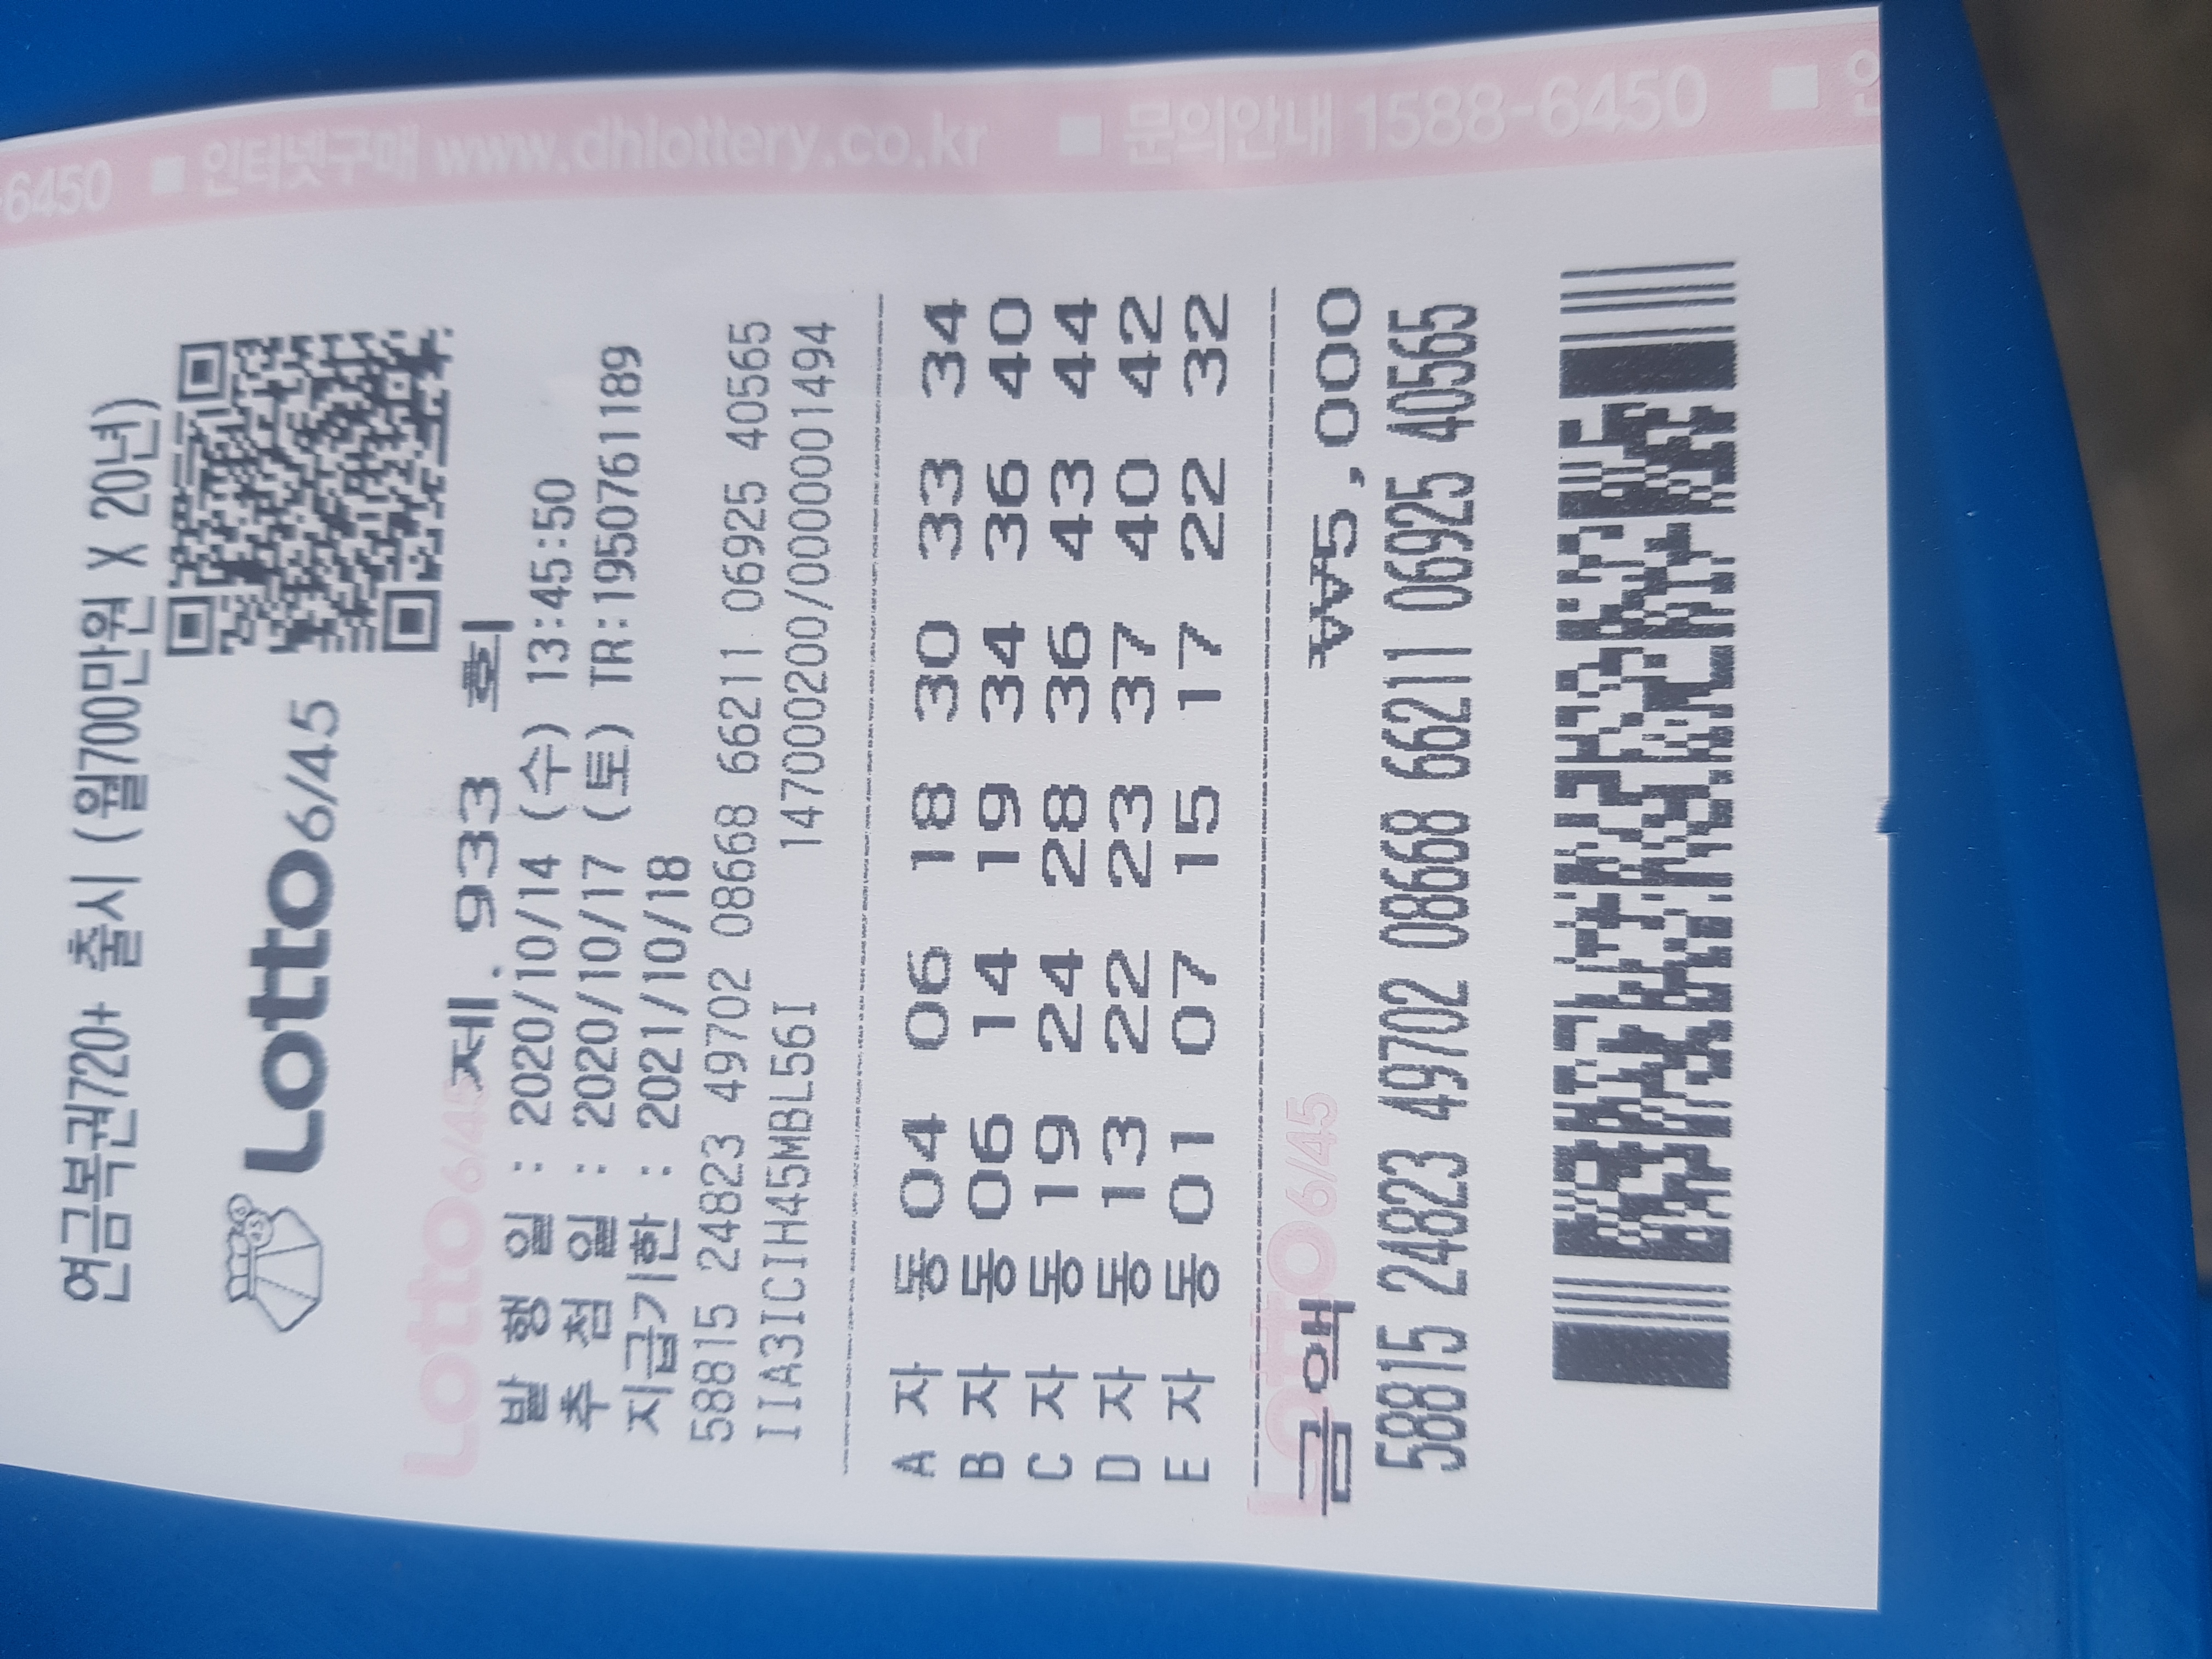 연금복권720+ 출시 (월700만원 X 20년)
Lotto6/45
Lotto6/45
제. 933 회
발 행 일 : 2020/10/14 (수) 13:45:50
추 첨 일 : 2020/10/17 (토) TR:1950761189
지급기한 : 2021/10/18
58815 24823 49702 08668 66211 06925 40565
IIA3ICIH45MBL56I 147000200/0000001494
A 자 동 04 06 18 30 33 34
B 자 동 06 14 19 34 36 40
C 자 동 19 24 28 36 43 44
D 자 동 13 22 23 37 40 42
E 자 동 01 07 15 17 22 32
Lotto6/45
금액 ₩5,000
58815 24823 49702 08668 66211 06925 40565
-6450 ■ 인터넷구매 www.dhlottery.co.kr ■ 문의안내 1588-6450 ■